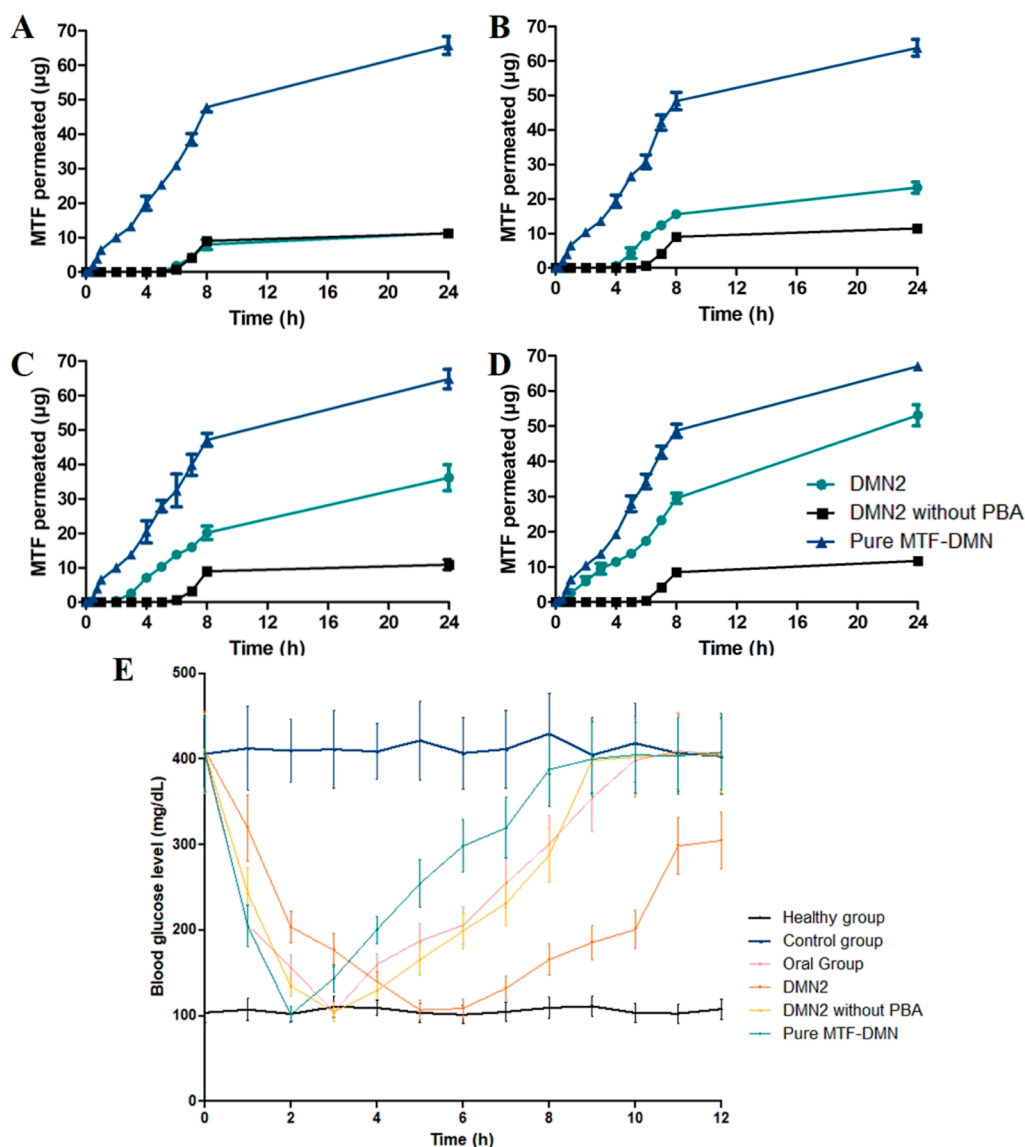 A
MTF permeated (µg)
70
60
50
40
30
20
10
0
0 4 8 12 16 20 24
Time (h)
B
MTF permeated (µg)
70
60
50
40
30
20
10
0
0 4 8 12 16 20 24
Time (h)
C
MTF permeated (µg)
70
60
50
40
30
20
10
0
0 4 8 12 16 20 24
Time (h)
D
MTF permeated (µg)
70
60
50
40
30
20
10
0
0 4 8 12 16 20 24
Time (h)
DMN2
DMN2 without PBA
Pure MTF-DMN
E
Blood glucose level (mg/dL)
500
400
300
200
100
0
0 2 4 6 8 10 12
Time (h)
Healthy group
Control group
Oral Group
DMN2
DMN2 without PBA
Pure MTF-DMN